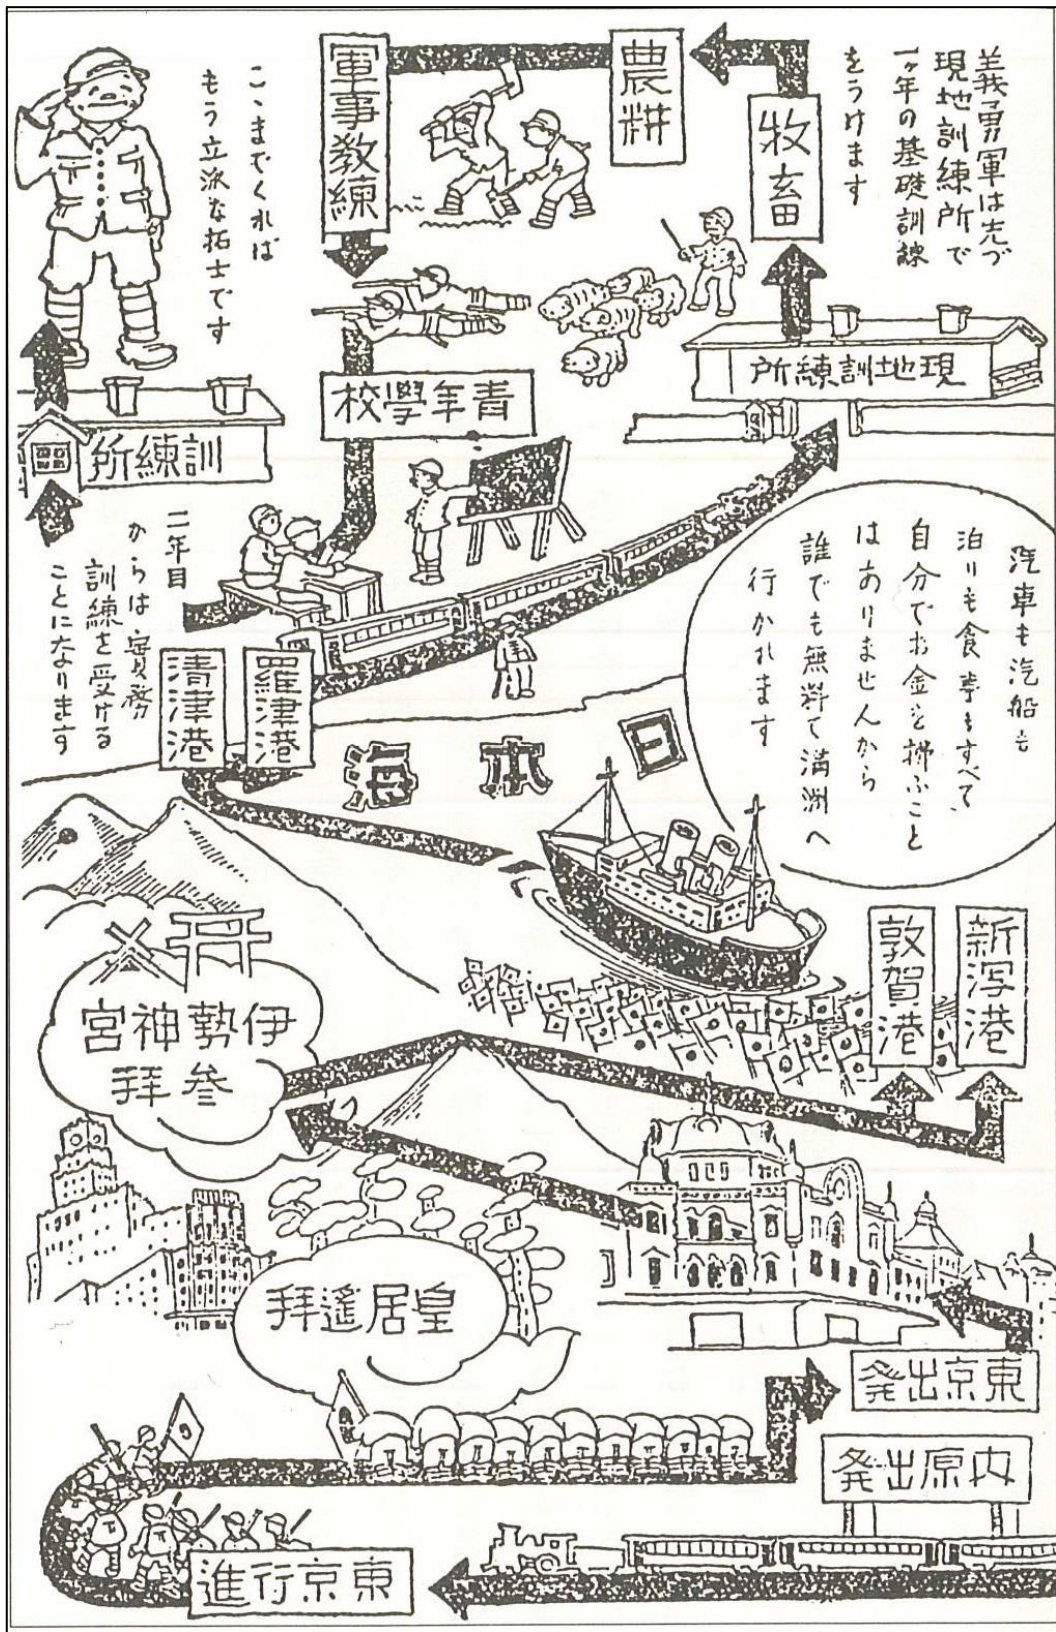 義勇軍は先づ
現地訓練所で
一ヶ年の基礎訓練
をうけます
牧畜
農耕
軍事教練
こゝまでくれば
もう立派な拓士です
現地訓練所
青年學校
訓練所
二年目
からは實務
訓練を受ける
ことになります
汽車も汽船も
泊りも食事もすべて
自分でお金を拂ふこと
はありませんから
誰でも無料で満洲へ
行かれます
羅津港
清津港
日本海
新泻港
敦賀港
伊勢神宮
参拝
皇居遙拝
東京出発
内原出発
東京行進